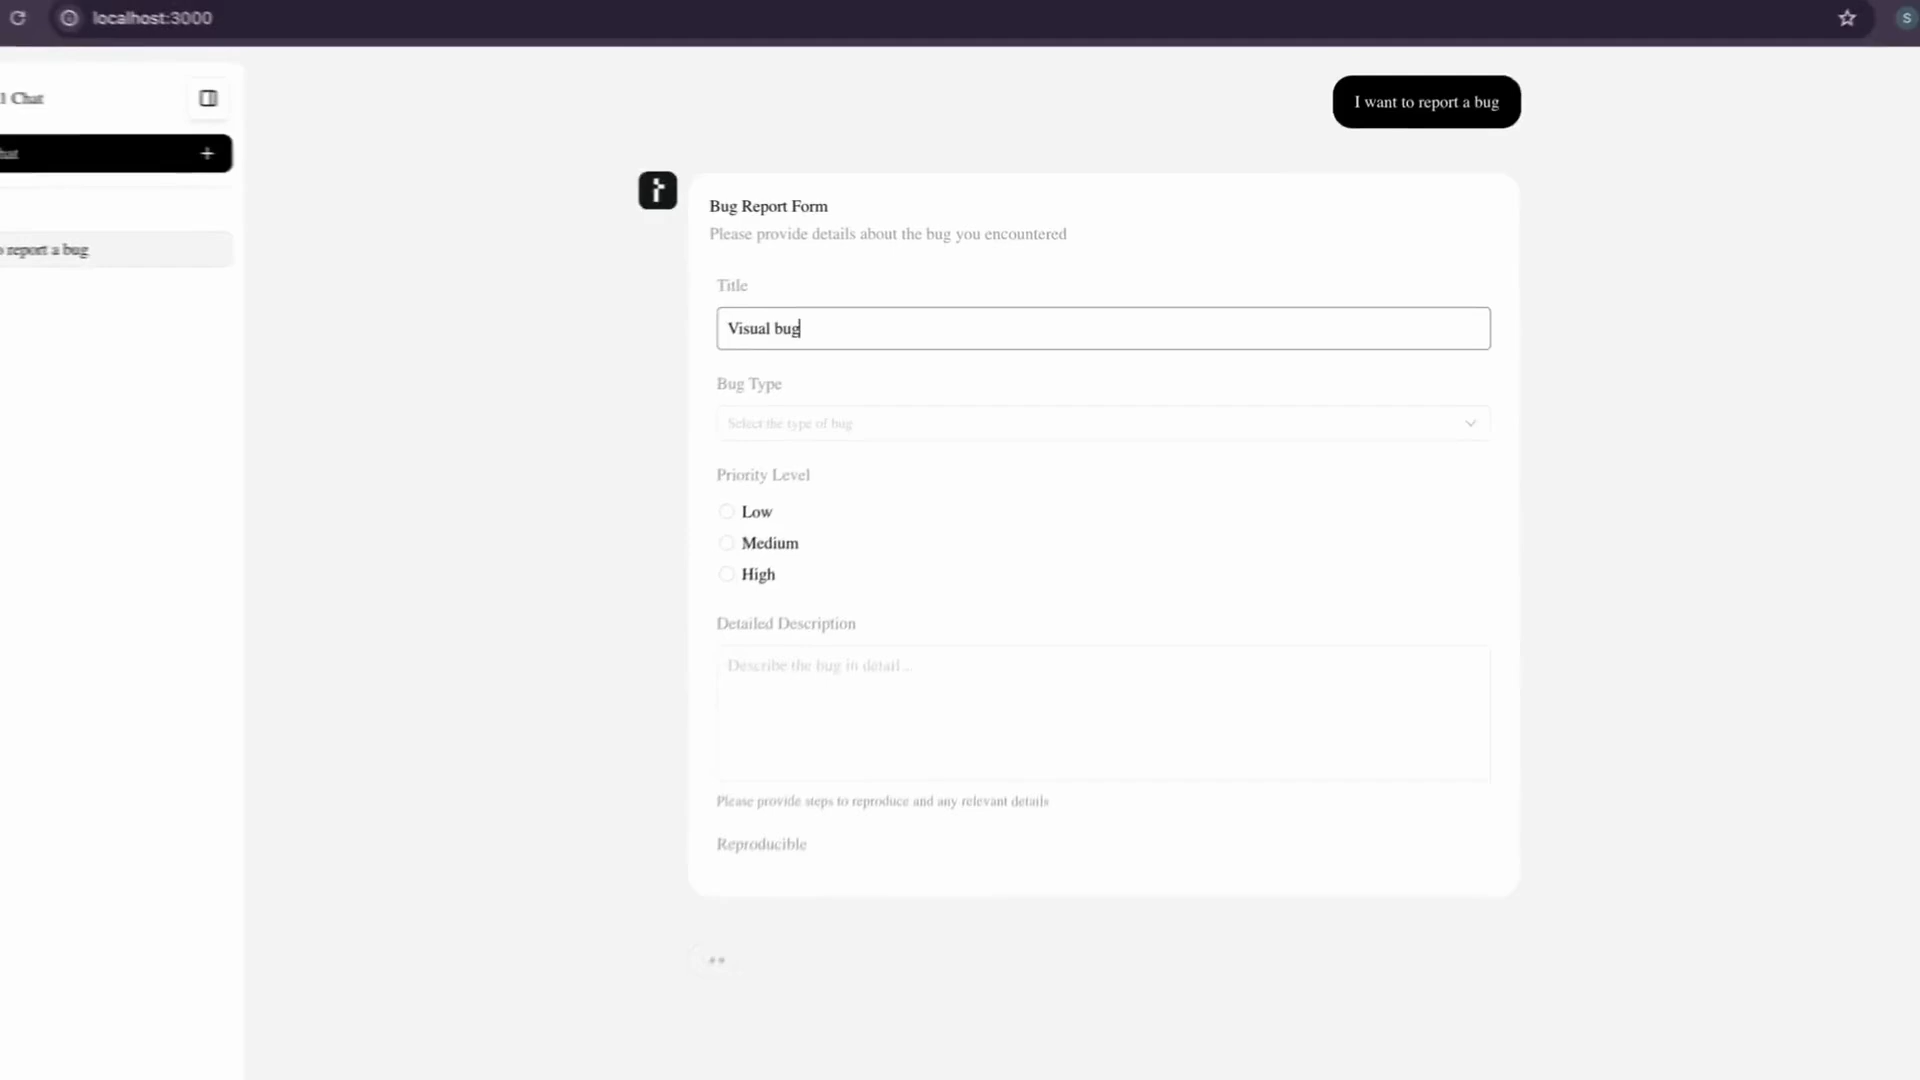 localhost:3000
S
1 Chat
hat
+
o report a bug
I want to report a bug
Bug Report Form
Please provide details about the bug you encountered
Title
Visual bug
Bug Type
Select the type of bug
Priority Level
Low
Medium
High
Detailed Description
Describe the bug in detail...
Please provide steps to reproduce and any relevant details
Reproducible